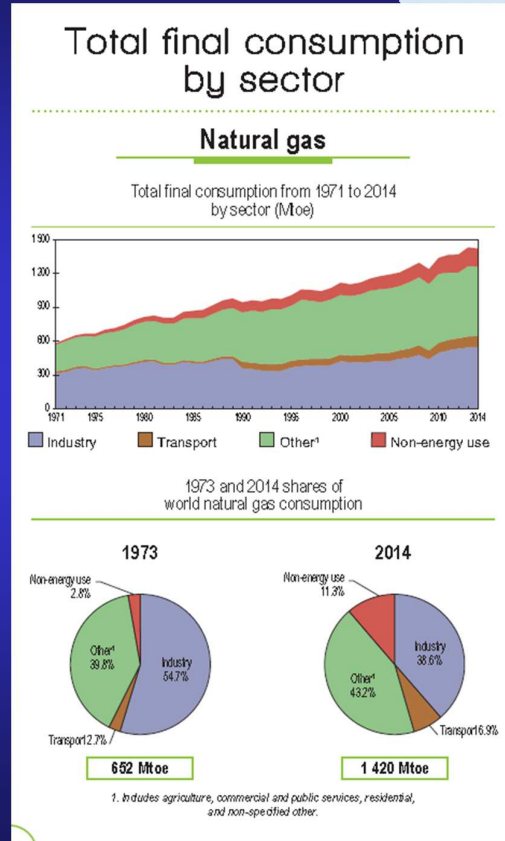 Total final consumption
by sector
Natural gas
Total final consumption from 1971 to 2014
by sector (Mtoe)
1 500
1 200
900
600
300
0
1971 1975 1980 1985 1990 1995 2000 2005 2010 2014
Industry Transport Other¹ Non-energy use
1973 and 2014 shares of
world natural gas consumption
1973 2014
Non-energy use
2.8%
Other¹
39.8%
Industry
54.7%
Transport 2.7%
652 Mtoe
Non-energy use
11.3%
Industry
38.6%
Other¹
43.2%
Transport 6.9%
1 420 Mtoe
1. Includes agriculture, commercial and public services, residential,
and non-specified other.